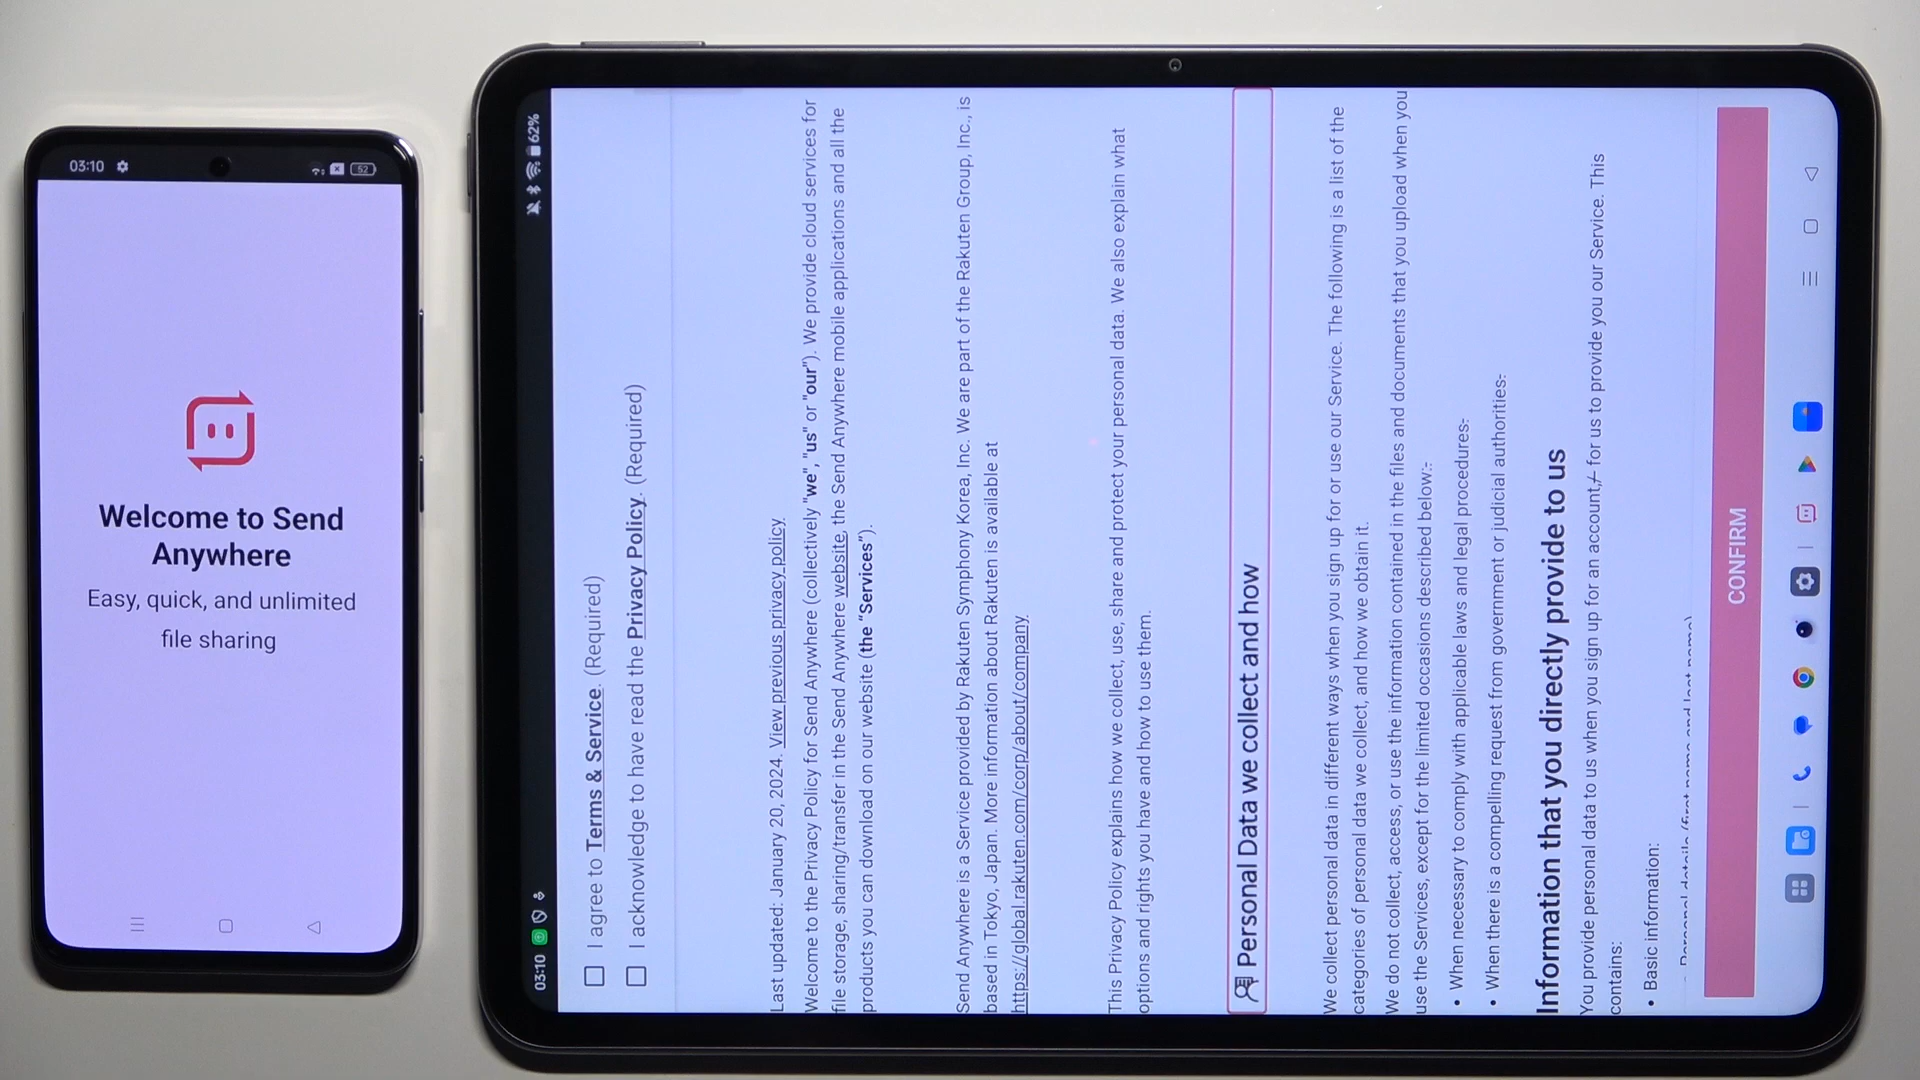 03:10
52
Welcome to Send
Anywhere
Easy, quick, and unlimited
file sharing
03:10
62%
I agree to Terms & Service. (Required)
I acknowledge to have read the Privacy Policy. (Required)
Last updated: January 20, 2024. View previous privacy policy
Welcome to the Privacy Policy for Send Anywhere (collectively "we", "us" or "our"). We provide cloud services for
file storage, sharing/transfer in the Send Anywhere website, the Send Anywhere mobile applications and all the
products you can download on our website (the “Services”).
Send Anywhere is a Service provided by Rakuten Symphony Korea, Inc. We are part of the Rakuten Group, Inc., is
based in Tokyo, Japan. More information about Rakuten is available at
https://global.rakuten.com/corp/about/company
This Privacy Policy explains how we collect, use, share and protect your personal data. We also explain what
options and rights you have and how to use them.
Personal Data we collect and how
We collect personal data in different ways when you sign up for or use our Service. The following is a list of the
categories of personal data we collect, and how we obtain it.
We do not collect, access, or use the information contained in the files and documents that you upload when you
use the Services, except for the limited occasions described below:.
• When necessary to comply with applicable laws and legal procedures:
• When there is a compelling request from government or judicial authorities:
Information that you directly provide to us
You provide personal data to us when you sign up for an account,/ for us to provide you our Service. This
contains:
• Basic information:
Personal details (first name and last name)
CONFIRM